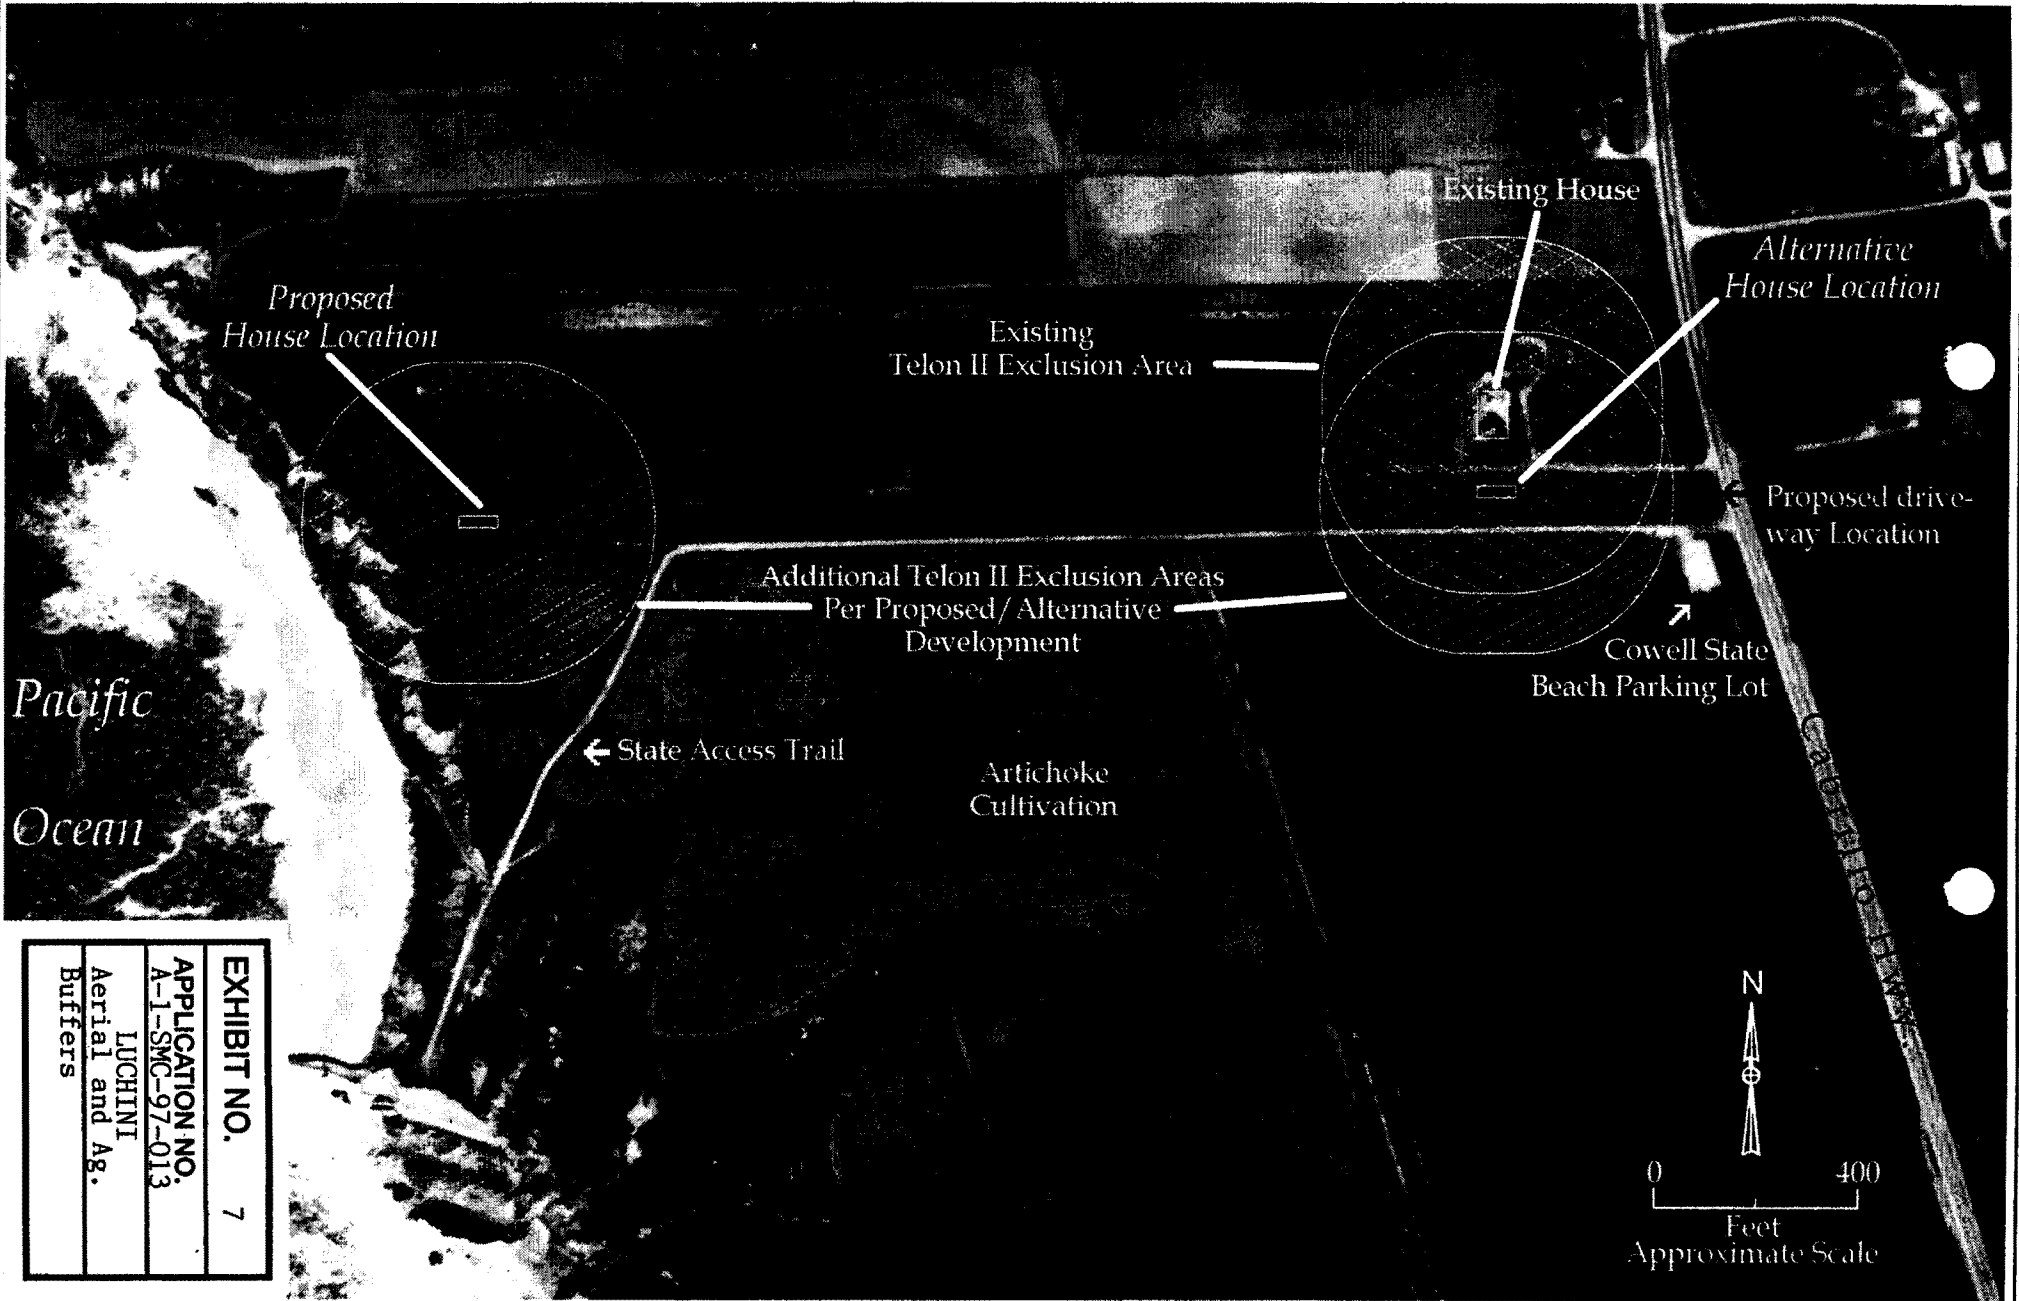 Existing House
Alternative
House Location
Proposed
House Location
Existing
Telon II Exclusion Area
Proposed drive-
way Location
Additional Telon II Exclusion Areas
Per Proposed/Alternative
Development
Cowell State
Beach Parking Lot
Pacific
Ocean
State Access Trail
Artichoke
Cultivation
Cabrillo Hwy.
N
0 400
Feet
Approximate Scale
EXHIBIT NO. 7
APPLICATION NO.
A-1-SMC-97-013
LUCHINI
Aerial and Ag.
Buffers